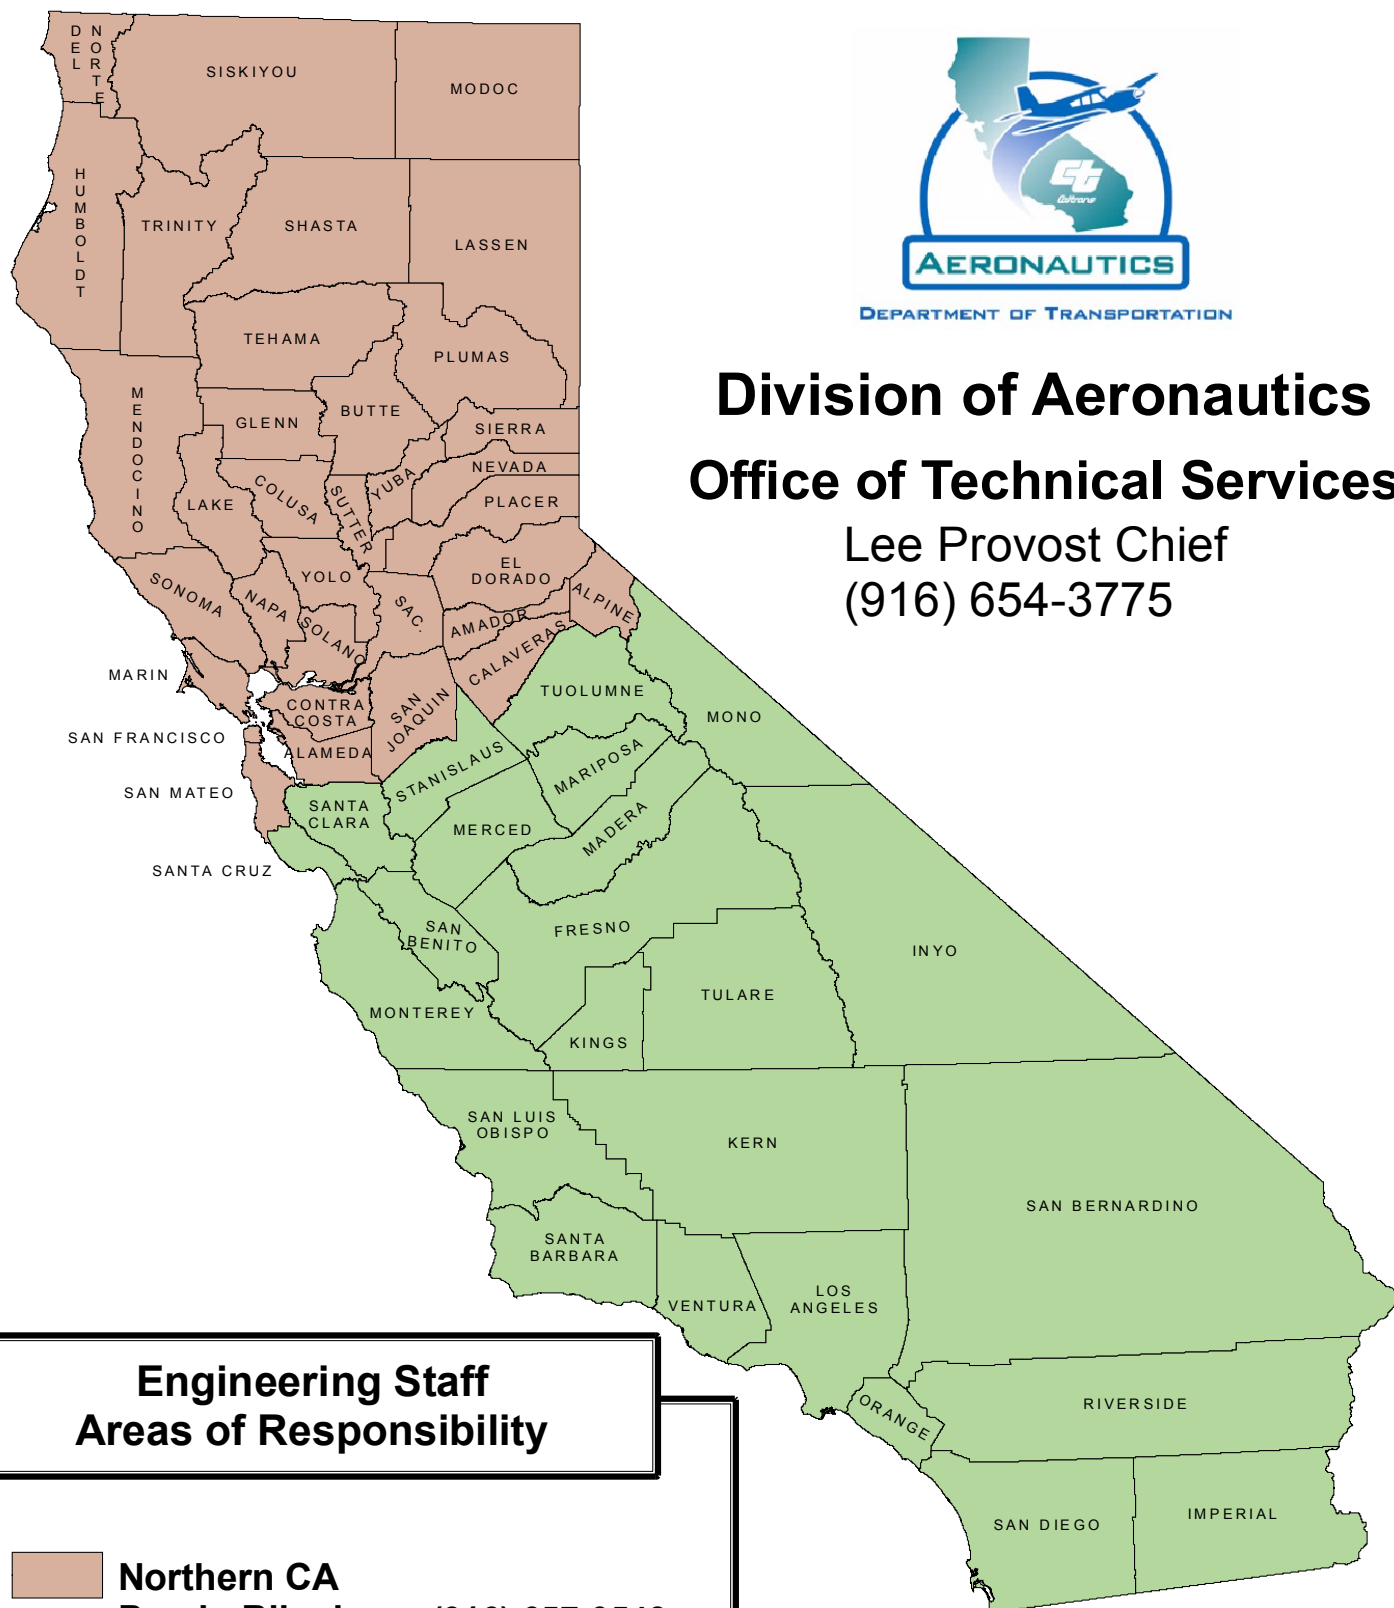 DEL NORTE
SISKIYOU
MODOC
HUMBOLDT
TRINITY
SHASTA
LASSEN
Caltrans
AERONAUTICS
DEPARTMENT OF TRANSPORTATION
TEHAMA
PLUMAS
Division of Aeronautics
Office of Technical Services
Lee Provost Chief
(916) 654-3775
MENDOCINO
GLENN
BUTTE
SIERRA
NEVADA
PLACER
YUBA
SUTTER
COLUSA
LAKE
SONOMA
NAPA
YOLO
SOLANO
SAC.
EL
DORADO
ALPINE
AMADOR
CALAVERAS
MARIN
CONTRA
COSTA
SAN
JOAQUIN
TUOLUMNE
MONO
SAN FRANCISCO
ALAMEDA
STANISLAUS
MARIPOSA
SAN MATEO
SANTA
CLARA
MERCED
MADERA
SANTA CRUZ
SAN
BENITO
FRESNO
INYO
TULARE
MONTEREY
KINGS
SAN LUIS
OBISPO
KERN
SAN BERNARDINO
SANTA
BARBARA
VENTURA
LOS
ANGELES
ORANGE
RIVERSIDE
SAN DIEGO
IMPERIAL
Engineering Staff
Areas of Responsibility
Northern CA